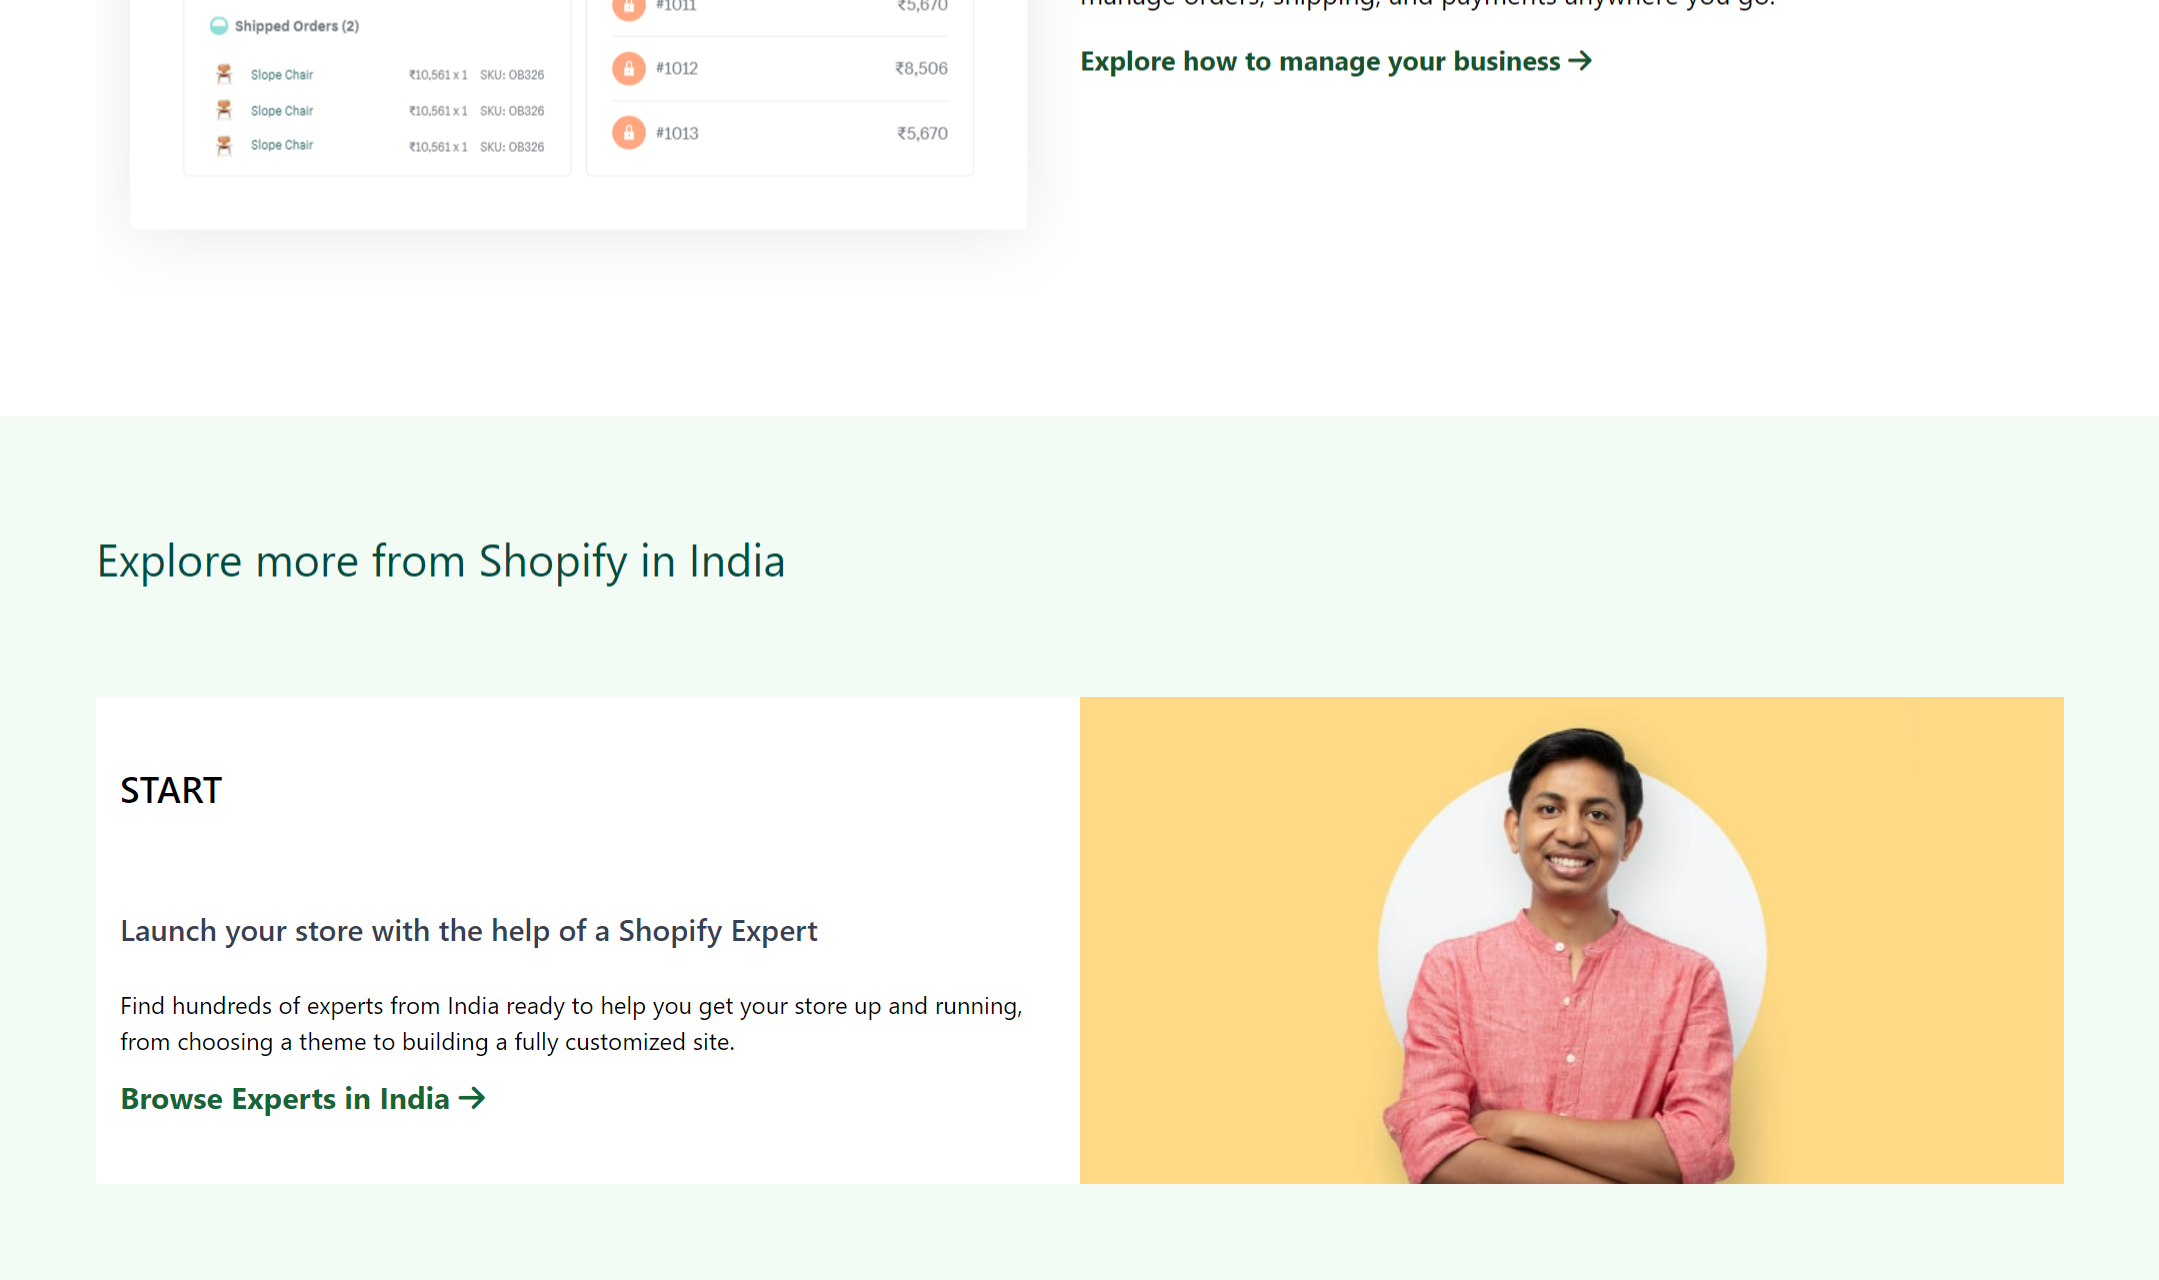 Shipped Orders (2)
Slope Chair ₹10,561 x 1 SKU: OB326
Slope Chair ₹10,561 x 1 SKU: OB326
Slope Chair ₹10,561 x 1 SKU: OB326
#1011 ₹5,670
#1012 ₹8,506
#1013 ₹5,670
manage orders, shipping, and payments anywhere you go.
Explore how to manage your business →
Explore more from Shopify in India
START
Launch your store with the help of a Shopify Expert
Find hundreds of experts from India ready to help you get your store up and running,
from choosing a theme to building a fully customized site.
Browse Experts in India →